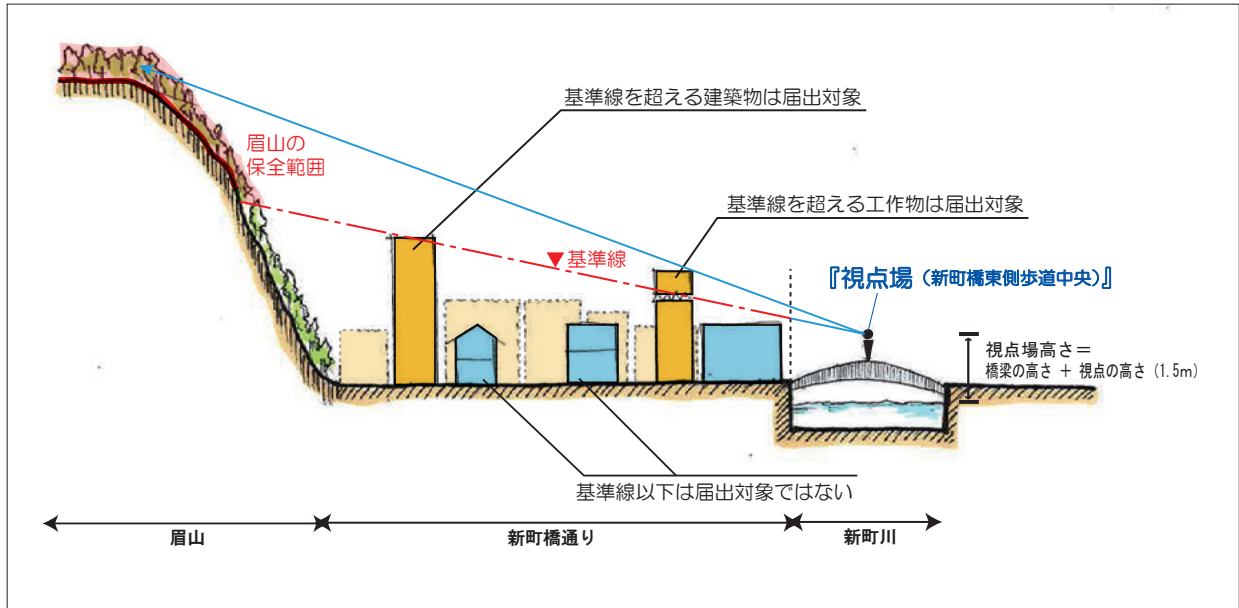 基準線を超える建築物は届出対象
眉山の
保全範囲
基準線を超える工作物は届出対象
▼基準線
『視点場（新町橋東側歩道中央）』
視点場高さ＝
橋梁の高さ + 視点の高さ（1.5m）
基準線以下は届出対象ではない
眉山
新町橋通り
新町川